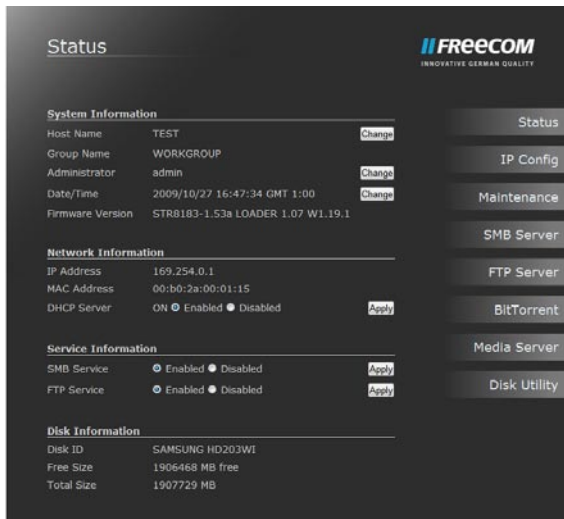 Status
FREECOM
INNOVATIVE GERMAN QUALITY
System Information
Host Name TEST Change
Group Name WORKGROUP
Administrator admin Change
Date/Time 2009/10/27 16:47:34 GMT 1:00 Change
Firmware Version STR8183-1.53a LOADER 1.07 W1.19.1
Network Information
IP Address 169.254.0.1
MAC Address 00:b0:2a:00:01:15
DHCP Server ON Enabled Disabled Apply
Service Information
SMB Service Enabled Disabled Apply
FTP Service Enabled Disabled Apply
Disk Information
Disk ID SAMSUNG HD203WI
Free Size 1906468 MB free
Total Size 1907729 MB
Status
IP Config
Maintenance
SMB Server
FTP Server
BitTorrent
Media Server
Disk Utility